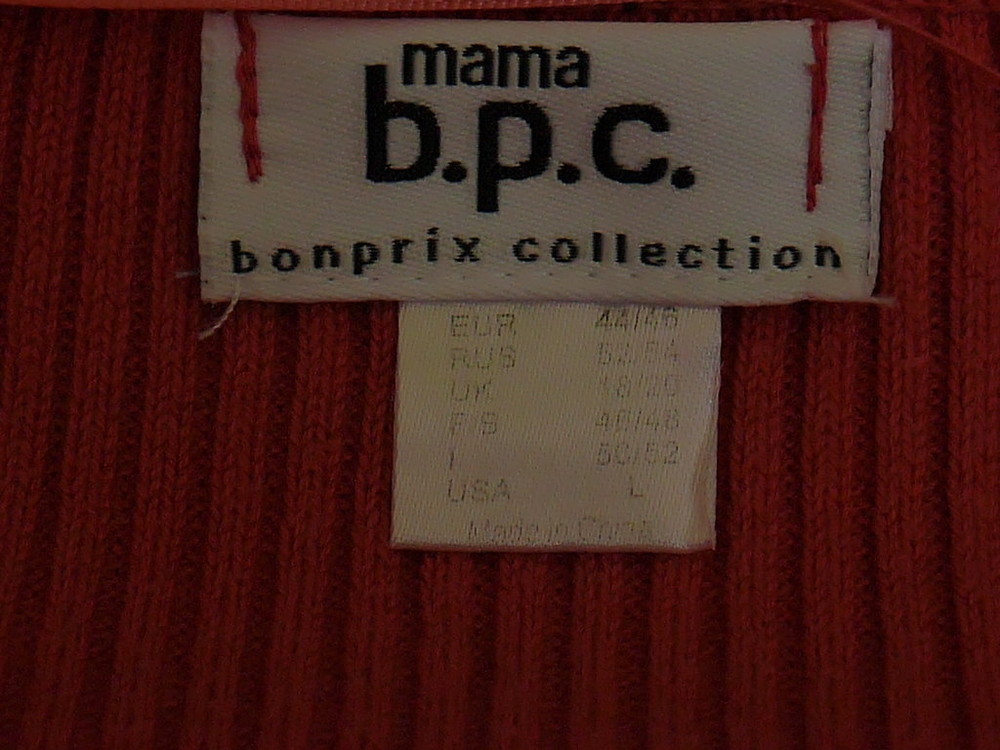 mama
b.p.c.
bonprix collection
EUR 44/46
RUS 52/54
UK 18/20
F/B 46/48
I 50/52
USA L
Made in China